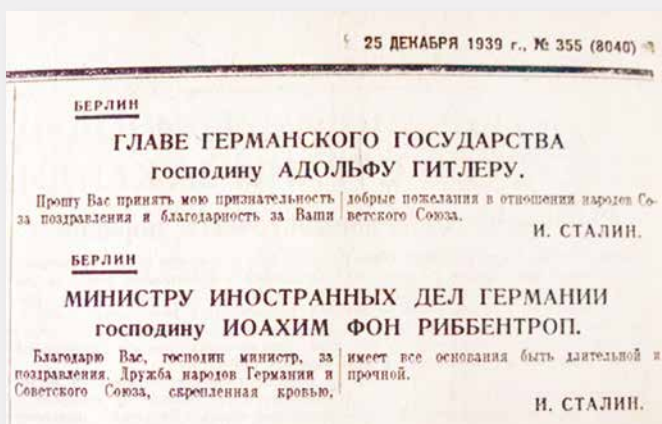 25 ДЕКАБРЯ 1939 г., № 355 (8040)
БЕРЛИН
ГЛАВЕ ГЕРМАНСКОГО ГОСУДАРСТВА
господину АДОЛЬФУ ГИТЛЕРУ.
Прошу Вас принять мою признательность
за поздравления и благодарность за Ваши
добрые пожелания в отношении народов Со-
ветского Союза.
И. СТАЛИН.
БЕРЛИН
МИНИСТРУ ИНОСТРАННЫХ ДЕЛ ГЕРМАНИИ
господину ИОАХИМ ФОН РИББЕНТРОП.
Благодарю Вас, господин министр, за
поздравления. Дружба народов Германии и
Советского Союза, скрепленная кровью,
имеет все основания быть длительной и
прочной.
И. СТАЛИН.